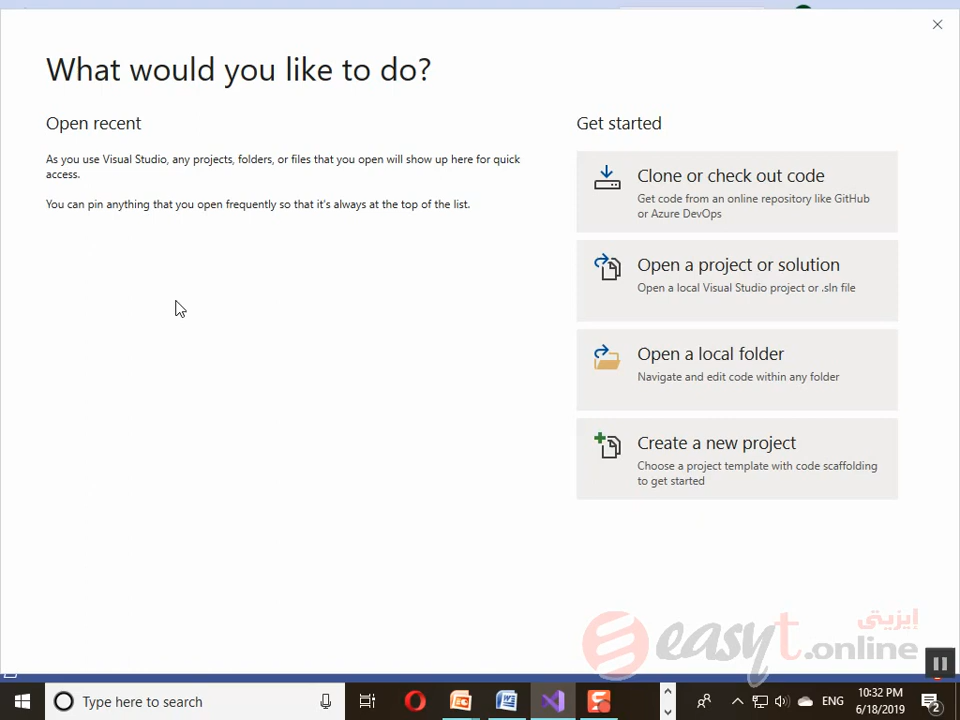 What would you like to do?
Open recent
As you use Visual Studio, any projects, folders, or files that you open will show up here for quick
access.
You can pin anything that you open frequently so that it's always at the top of the list.
Get started
Clone or check out code
Get code from an online repository like GitHub
or Azure DevOps
Open a project or solution
Open a local Visual Studio project or .sln file
Open a local folder
Navigate and edit code within any folder
Create a new project
Choose a project template with code scaffolding
to get started
إيزيتي
easyt.online
Type here to search
ENG
10:32 PM
6/18/2019
2